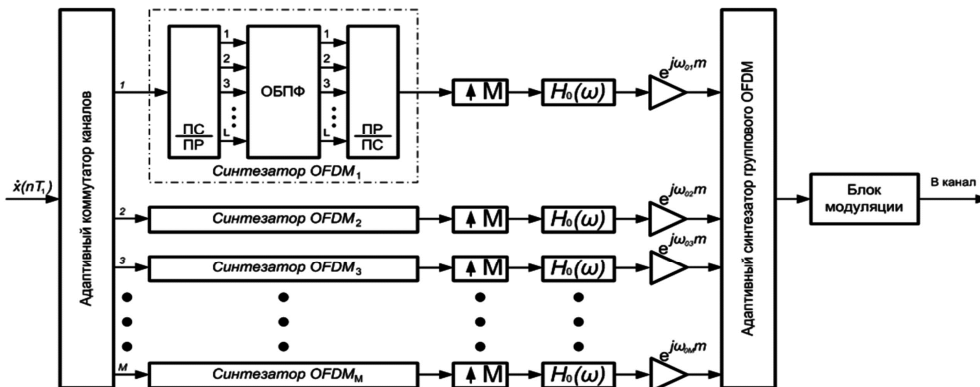 ẋ(nT₁)
Адаптивный коммутатор каналов
1
ПС
ПР
1
2
3
L
ОБПФ
1
2
3
L
ПР
ПС
Синтезатор OFDM₁
↑ M
H₀(ω)
e^jω₀₁m
2
Синтезатор OFDM₂
↑ M
H₀(ω)
e^jω₀₂m
3
Синтезатор OFDM₃
↑ M
H₀(ω)
e^jω₀₃m
M
Синтезатор OFDMм
↑ M
H₀(ω)
e^jω₀ₘm
Адаптивный синтезатор группового OFDM
Блок
модуляции
В канал